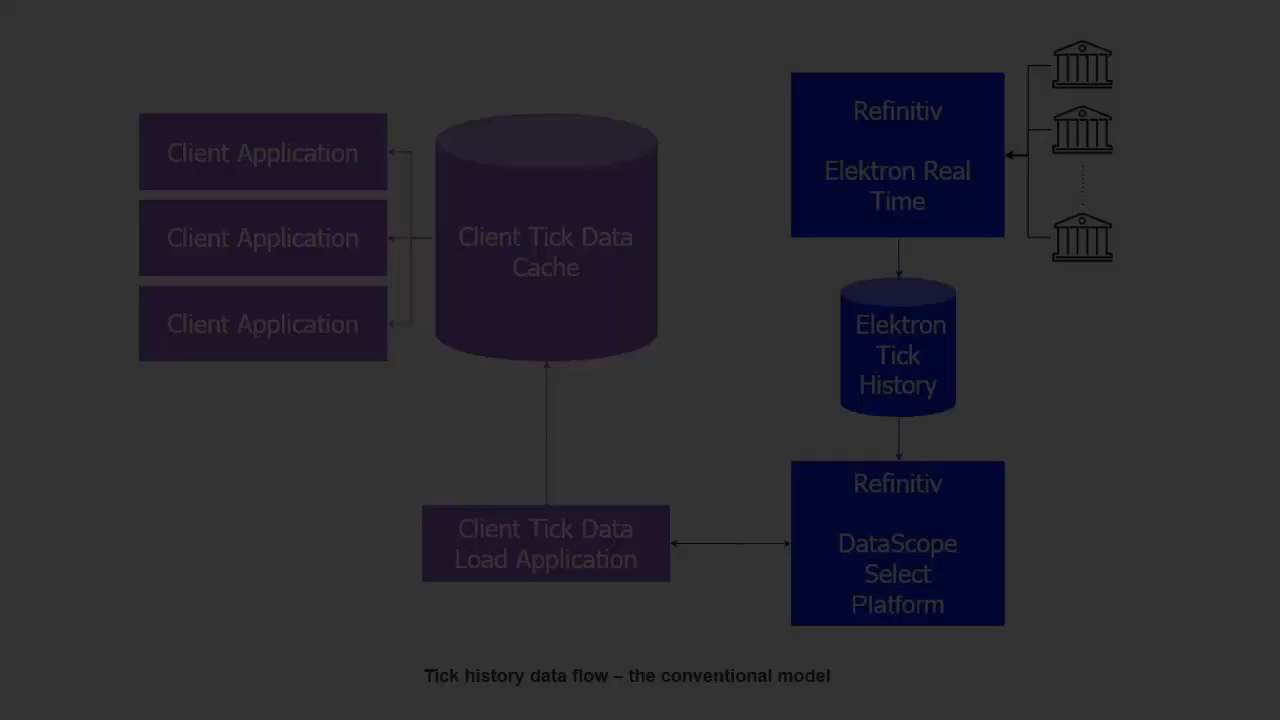 Client Application
Client Application
Client Application
Client Tick Data
Cache
Client Tick Data
Load Application
Refinitiv
Elektron Real
Time
Elektron
Tick
History
Refinitiv
DataScope
Select
Platform
Tick history data flow – the conventional model